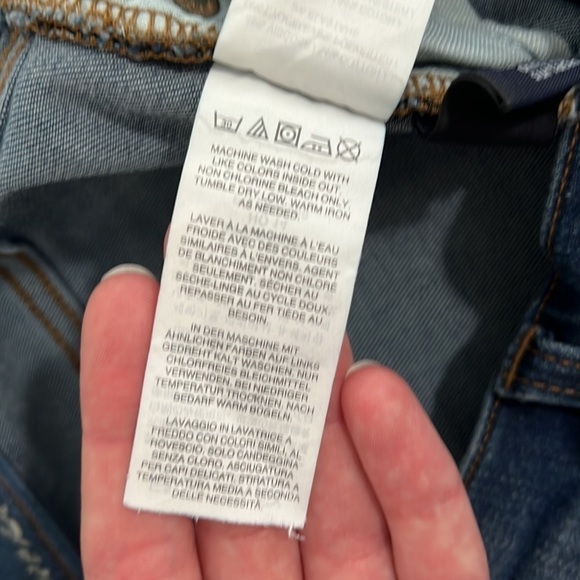 30
MACHINE WASH COLD WITH
LIKE COLORS INSIDE OUT,
NON CHLORINE BLEACH ONLY,
TUMBLE DRY LOW, WARM IRON
AS NEEDED.
LAVER À LA MACHINE À L'EAU
FROIDE AVEC DES COULEURS
SIMILAIRES À L'ENVERS, AGENT
DE BLANCHIMENT NON CHLORÉ
SEULEMENT, SÉCHER AU
SÈCHE-LINGE AU CYCLE DOUX,
REPASSER AU FER TIÈDE AU
BESOIN.
IN DER MASCHINE MIT
ÄHNLICHEN FARBEN AUF LINKS
GEDREHT KALT WASCHEN, NUR
CHLORFREIES BLEICHMITTEL
VERWENDEN, BEI NIEDRIGER
TEMPERATUR TROCKNEN, NACH
BEDARF WARM BÜGELN.
LAVAGGIO IN LAVATRICE A
FREDDO CON COLORI SIMILI, AL
ROVESCIO, SOLO CANDEGGINA
SENZA CLORO, ASCIUGATURA
PER CAPI DELICATI, STIRATURA A
TEMPERATURA MEDIA A SECONDA
DELLE NECESSITÀ.